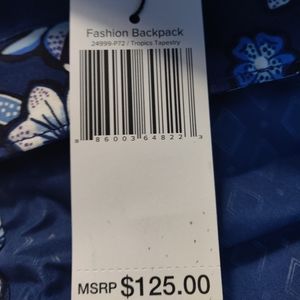 Fashion Backpack
24999-P72 / Tropics Tapestry
8 86003 64822 3
MSRP $125.00